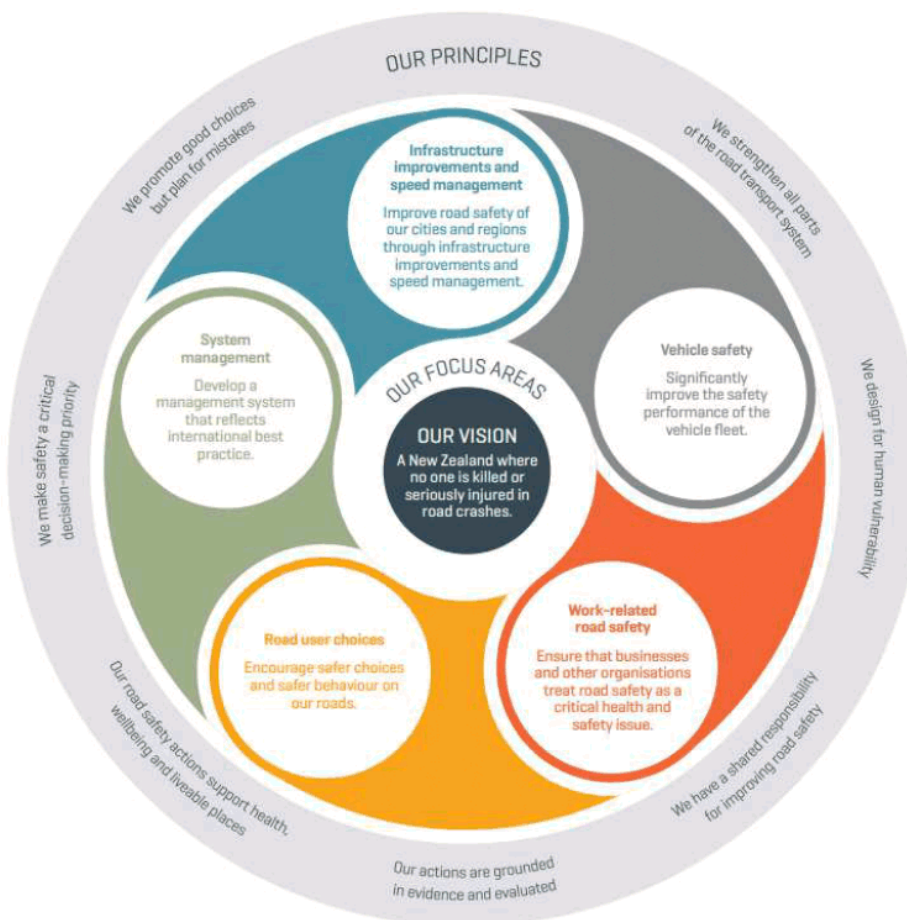 OUR PRINCIPLES
We promote good choices
but plan for mistakes
We strengthen all parts
of the road transport system
We design for human vulnerability
We have a shared responsibility
for improving road safety
Our actions are grounded
in evidence and evaluated
Our road safety actions support health,
wellbeing and liveable places
We make safety a critical
decision-making priority
Infrastructure
improvements and
speed management
Improve road safety of
our cities and regions
through infrastructure
improvements and
speed management.
Vehicle safety
Significantly
improve the safety
performance of the
vehicle fleet.
Work-related
road safety
Ensure that businesses
and other organisations
treat road safety as a
critical health and
safety issue.
Road user choices
Encourage safer choices
and safer behaviour on
our roads.
System
management
Develop a
management system
that reflects
international best
practice.
OUR FOCUS AREAS
OUR VISION
A New Zealand where
no one is killed or
seriously injured in
road crashes.